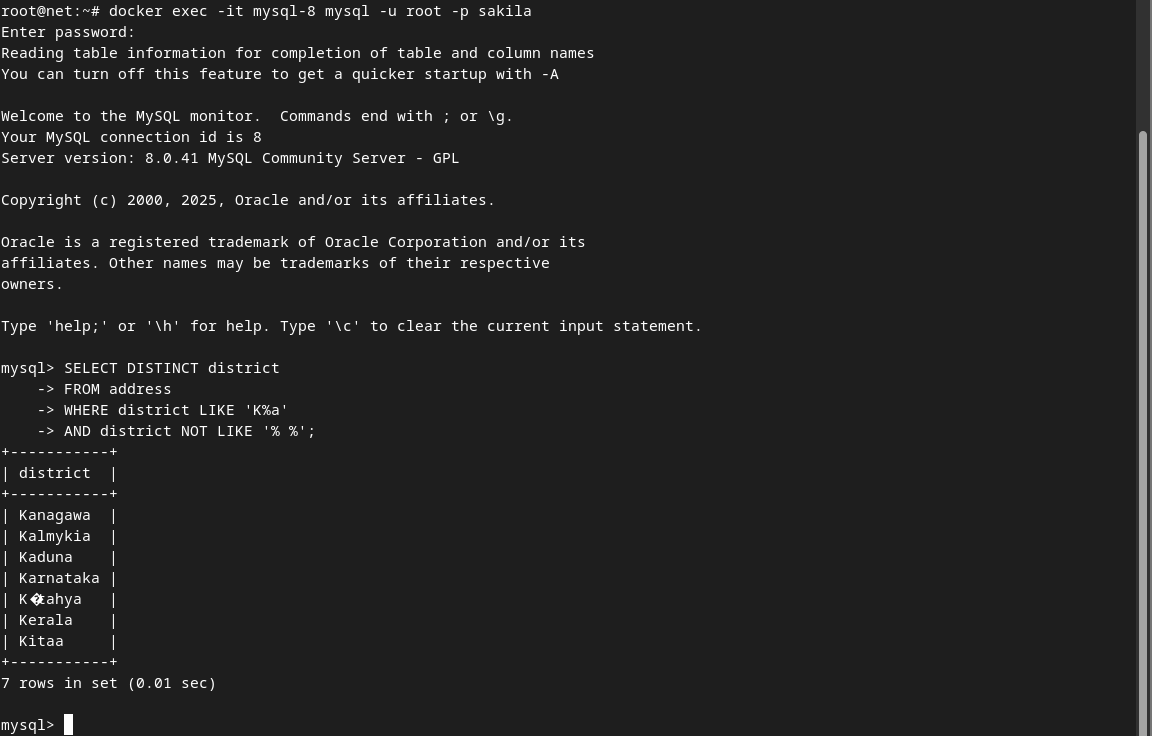 root@net:~# docker exec -it mysql-8 mysql -u root -p sakila
Enter password:
Reading table information for completion of table and column names
You can turn off this feature to get a quicker startup with -A

Welcome to the MySQL monitor.  Commands end with ; or \g.
Your MySQL connection id is 8
Server version: 8.0.41 MySQL Community Server - GPL

Copyright (c) 2000, 2025, Oracle and/or its affiliates.

Oracle is a registered trademark of Oracle Corporation and/or its
affiliates. Other names may be trademarks of their respective
owners.

Type 'help;' or '\h' for help. Type '\c' to clear the current input statement.

mysql> SELECT DISTINCT district
    -> FROM address
    -> WHERE district LIKE 'K%a'
    -> AND district NOT LIKE '% %';
+-----------+
| district  |
+-----------+
| Kanagawa  |
| Kalmykia  |
| Kaduna    |
| Karnataka |
| K�tahya   |
| Kerala    |
| Kitaa     |
+-----------+
7 rows in set (0.01 sec)

mysql>